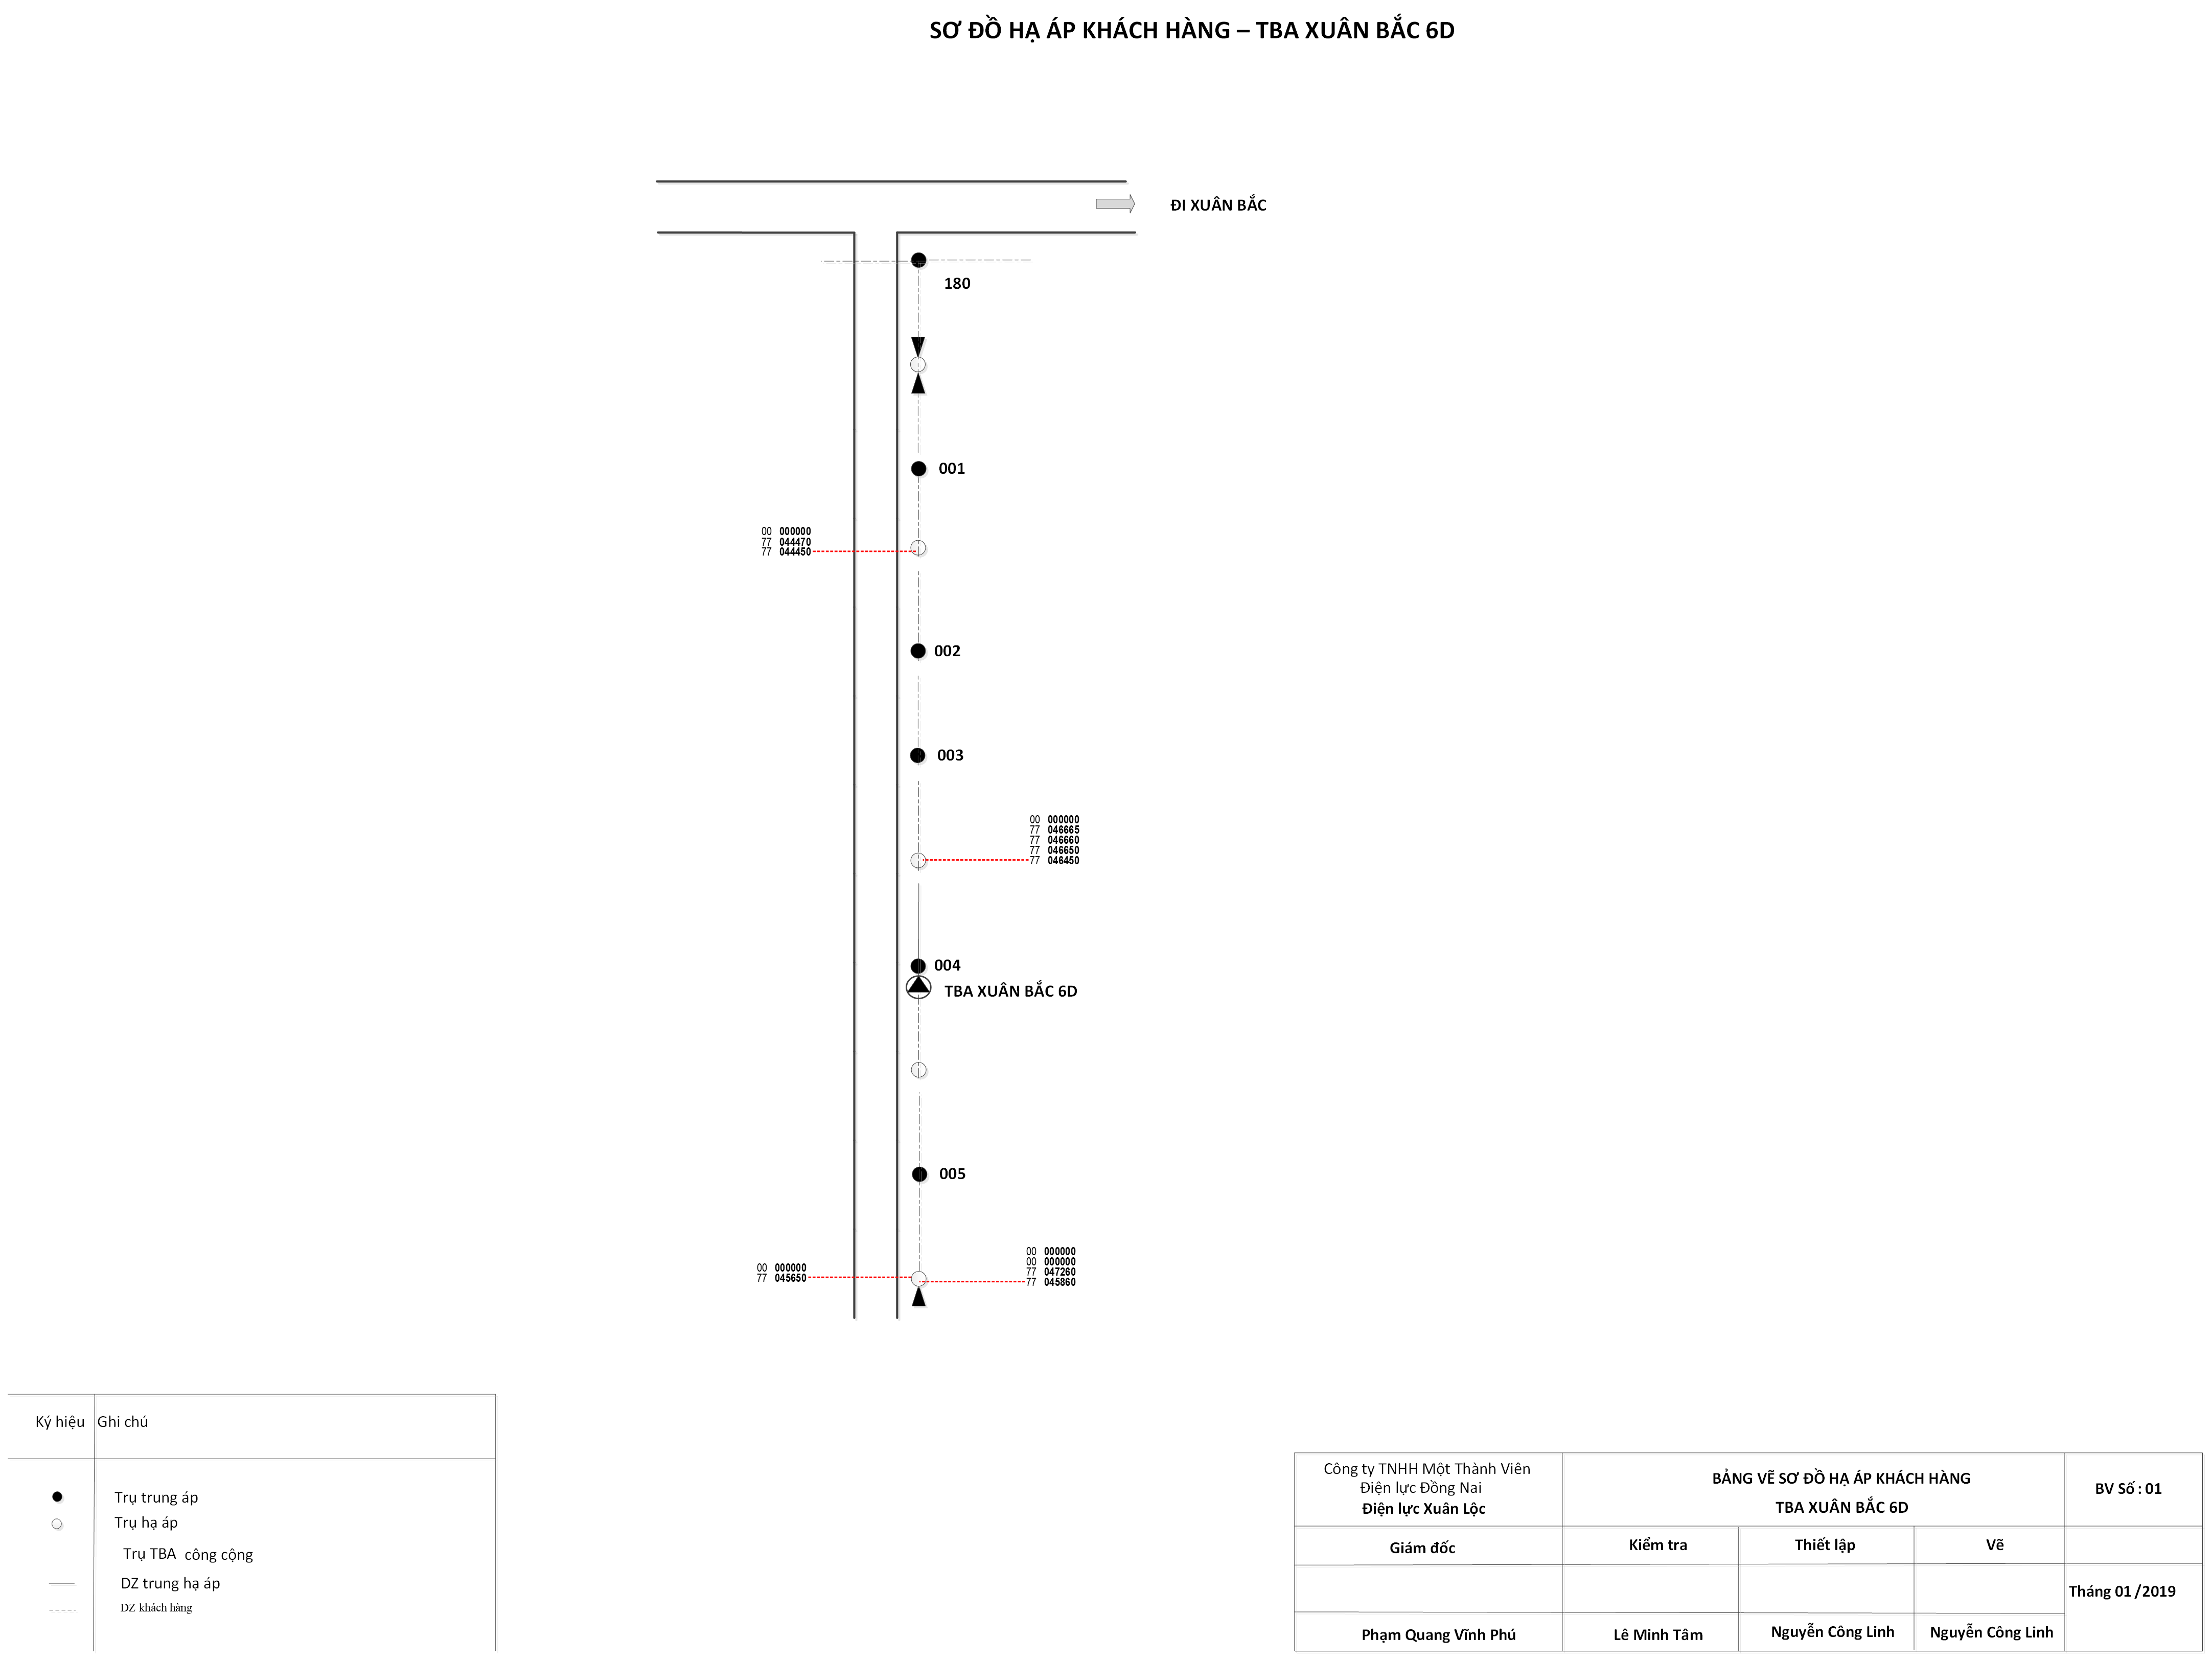 SƠ ĐỒ HẠ ÁP KHÁCH HÀNG – TBA XUÂN BẮC 6D
ĐI XUÂN BẮC
180
001
00 000000
77 044470
77 044450
002
003
00 000000
77 046665
77 046660
77 046650
77 046450
004
TBA XUÂN BẮC 6D
005
00 000000
77 045650
00 000000
00 000000
77 047260
77 045860
Ký hiệu Ghi chú
Trụ trung áp
Trụ hạ áp
Trụ TBA công cộng
DZ trung hạ áp
DZ khách hàng
Công ty TNHH Một Thành Viên
Điện lực Đồng Nai
Điện lực Xuân Lộc
BẢNG VẼ SƠ ĐỒ HẠ ÁP KHÁCH HÀNG
TBA XUÂN BẮC 6D
BV Số : 01
Giám đốc Kiểm tra Thiết lập Vẽ
Tháng 01 /2019
Phạm Quang Vĩnh Phú Lê Minh Tâm Nguyễn Công Linh Nguyễn Công Linh